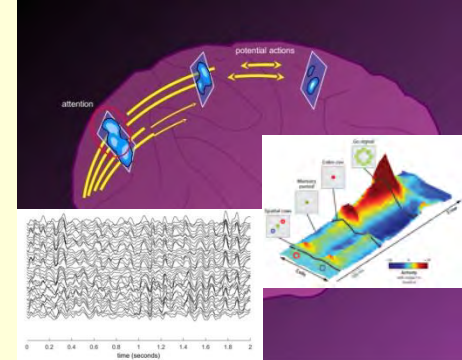 potential actions
attention
Go signal
Color cue
Memory period
Spatial cues
Cells
Activity
0 0.2 0.4 0.6 0.8 1 1.2 1.4 1.6 1.8 2
time (seconds)